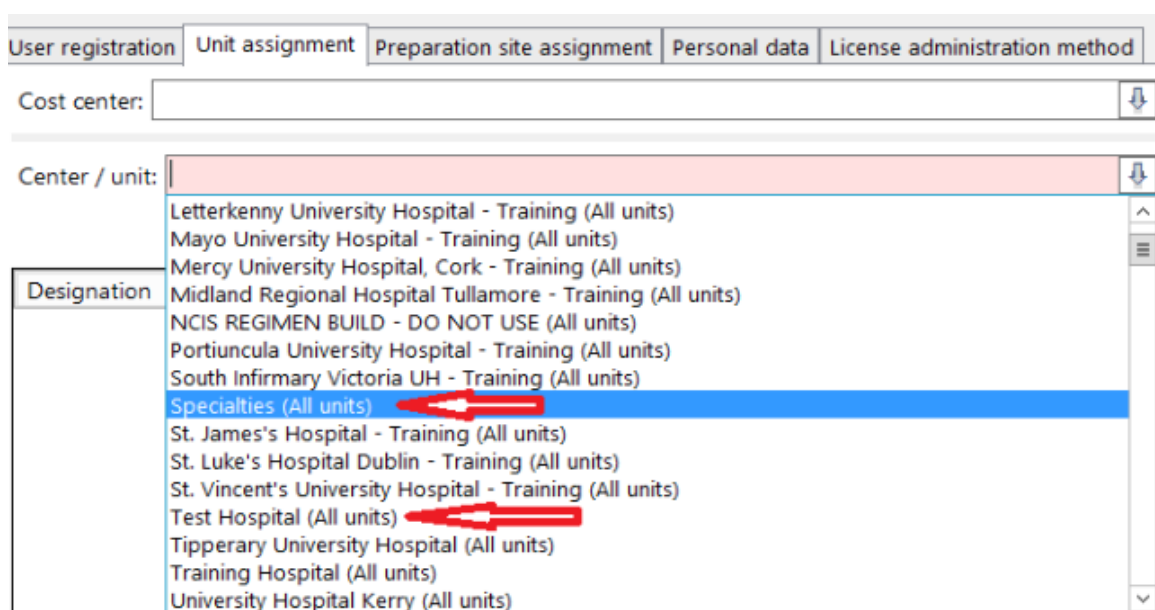 User registration Unit assignment Preparation site assignment Personal data License administration method
Cost center:
Center / unit:
Letterkenny University Hospital - Training (All units)
Mayo University Hospital - Training (All units)
Mercy University Hospital, Cork - Training (All units)
Designation
Midland Regional Hospital Tullamore - Training (All units)
NCIS REGIMEN BUILD - DO NOT USE (All units)
Portiuncula University Hospital - Training (All units)
South Infirmary Victoria UH - Training (All units)
Specialties (All units)
St. James's Hospital - Training (All units)
St. Luke's Hospital Dublin - Training (All units)
St. Vincent's University Hospital - Training (All units)
Test Hospital (All units)
Tipperary University Hospital (All units)
Training Hospital (All units)
University Hospital Kerry (All units)